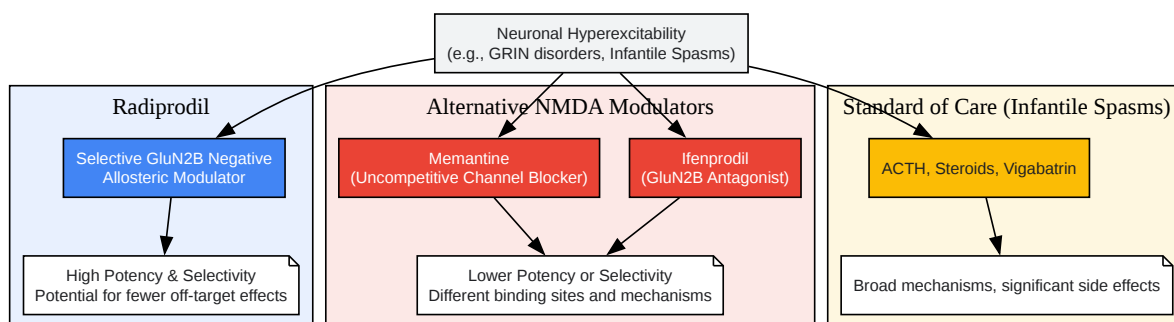 Neuronal Hyperexcitability
(e.g., GRIN disorders, Infantile Spasms)
Radiprodil
Alternative NMDA Modulators
Standard of Care (Infantile Spasms)
Selective GluN2B Negative
Allosteric Modulator
Memantine
(Uncompetitive Channel Blocker)
Ifenprodil
(GluN2B Antagonist)
ACTH, Steroids, Vigabatrin
High Potency & Selectivity
Potential for fewer off-target effects
Lower Potency or Selectivity
Different binding sites and mechanisms
Broad mechanisms, significant side effects